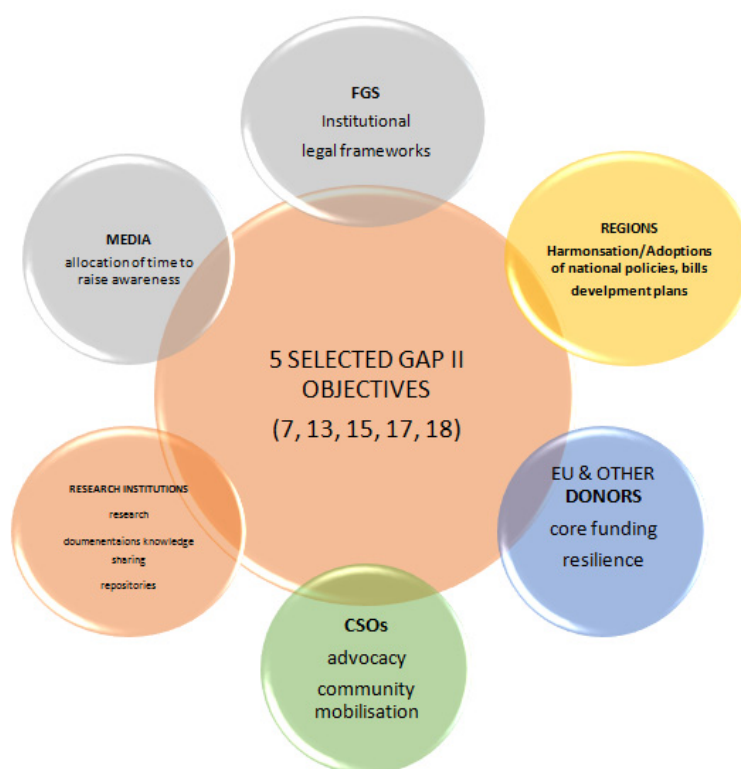 FGS
Institutional
legal frameworks
MEDIA
allocation of time to
raise awareness
REGIONS
Harmonsation/Adoptions
of national policies, bills
develpment plans
5 SELECTED GAP II
OBJECTIVES
(7, 13, 15, 17, 18)
RESEARCH INSTITUTIONS
research
doumentaions knowledge
sharing
repositories
EU & OTHER
DONORS
core funding
resilience
CSOs
advocacy
community
mobilisation